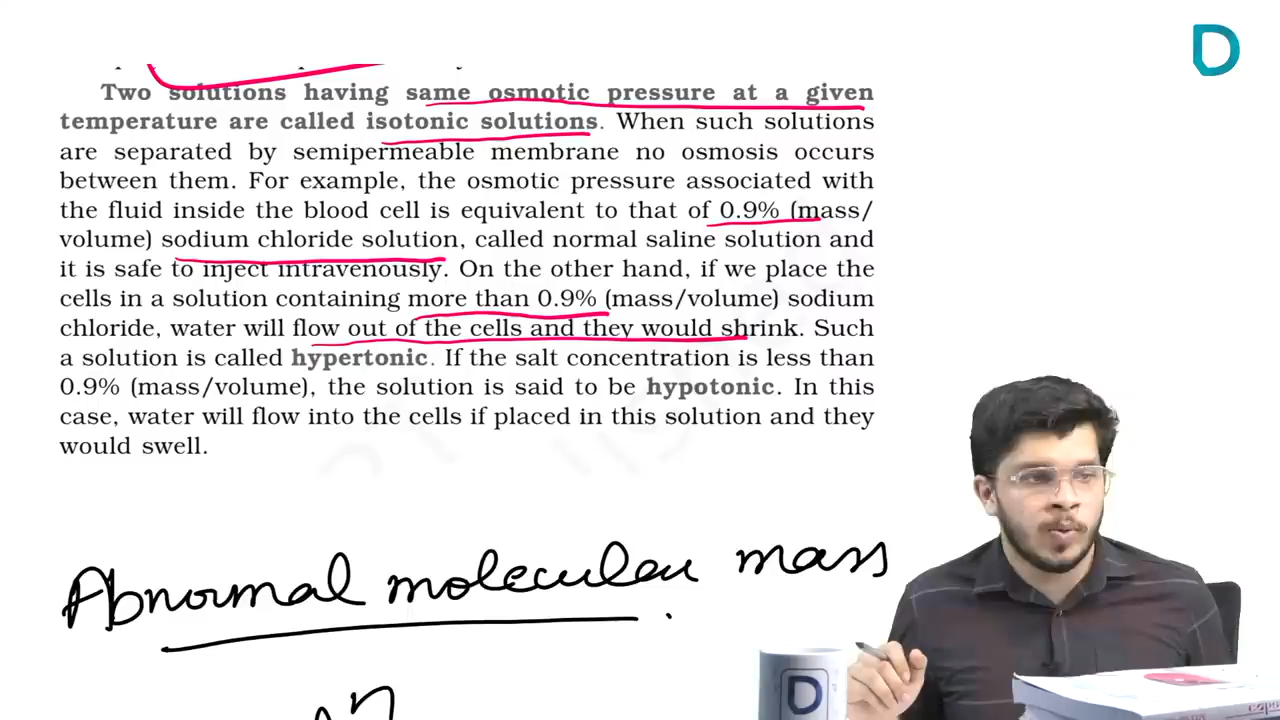 Two solutions having same osmotic pressure at a given
temperature are called isotonic solutions. When such solutions
are separated by semipermeable membrane no osmosis occurs
between them. For example, the osmotic pressure associated with
the fluid inside the blood cell is equivalent to that of 0.9% (mass/
volume) sodium chloride solution, called normal saline solution and
it is safe to inject intravenously. On the other hand, if we place the
cells in a solution containing more than 0.9% (mass/volume) sodium
chloride, water will flow out of the cells and they would shrink. Such
a solution is called hypertonic. If the salt concentration is less than
0.9% (mass/volume), the solution is said to be hypotonic. In this
case, water will flow into the cells if placed in this solution and they
would swell.
Abnormal molecular mass
D
D